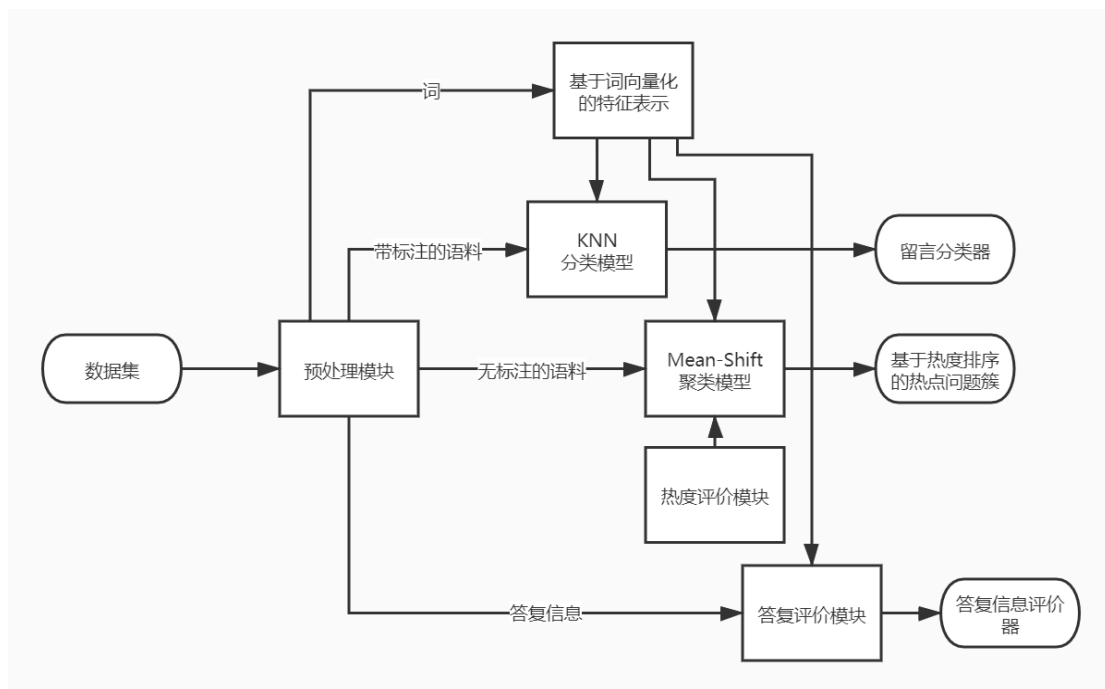 基于词向量化
的特征表示
词
KNN
分类模型
带标注的语料
留言分类器
数据集
预处理模块
无标注的语料
Mean-Shift
聚类模型
基于热度排序
的热点问题簇
热度评价模块
答复信息
答复评价模块
答复信息评价
器